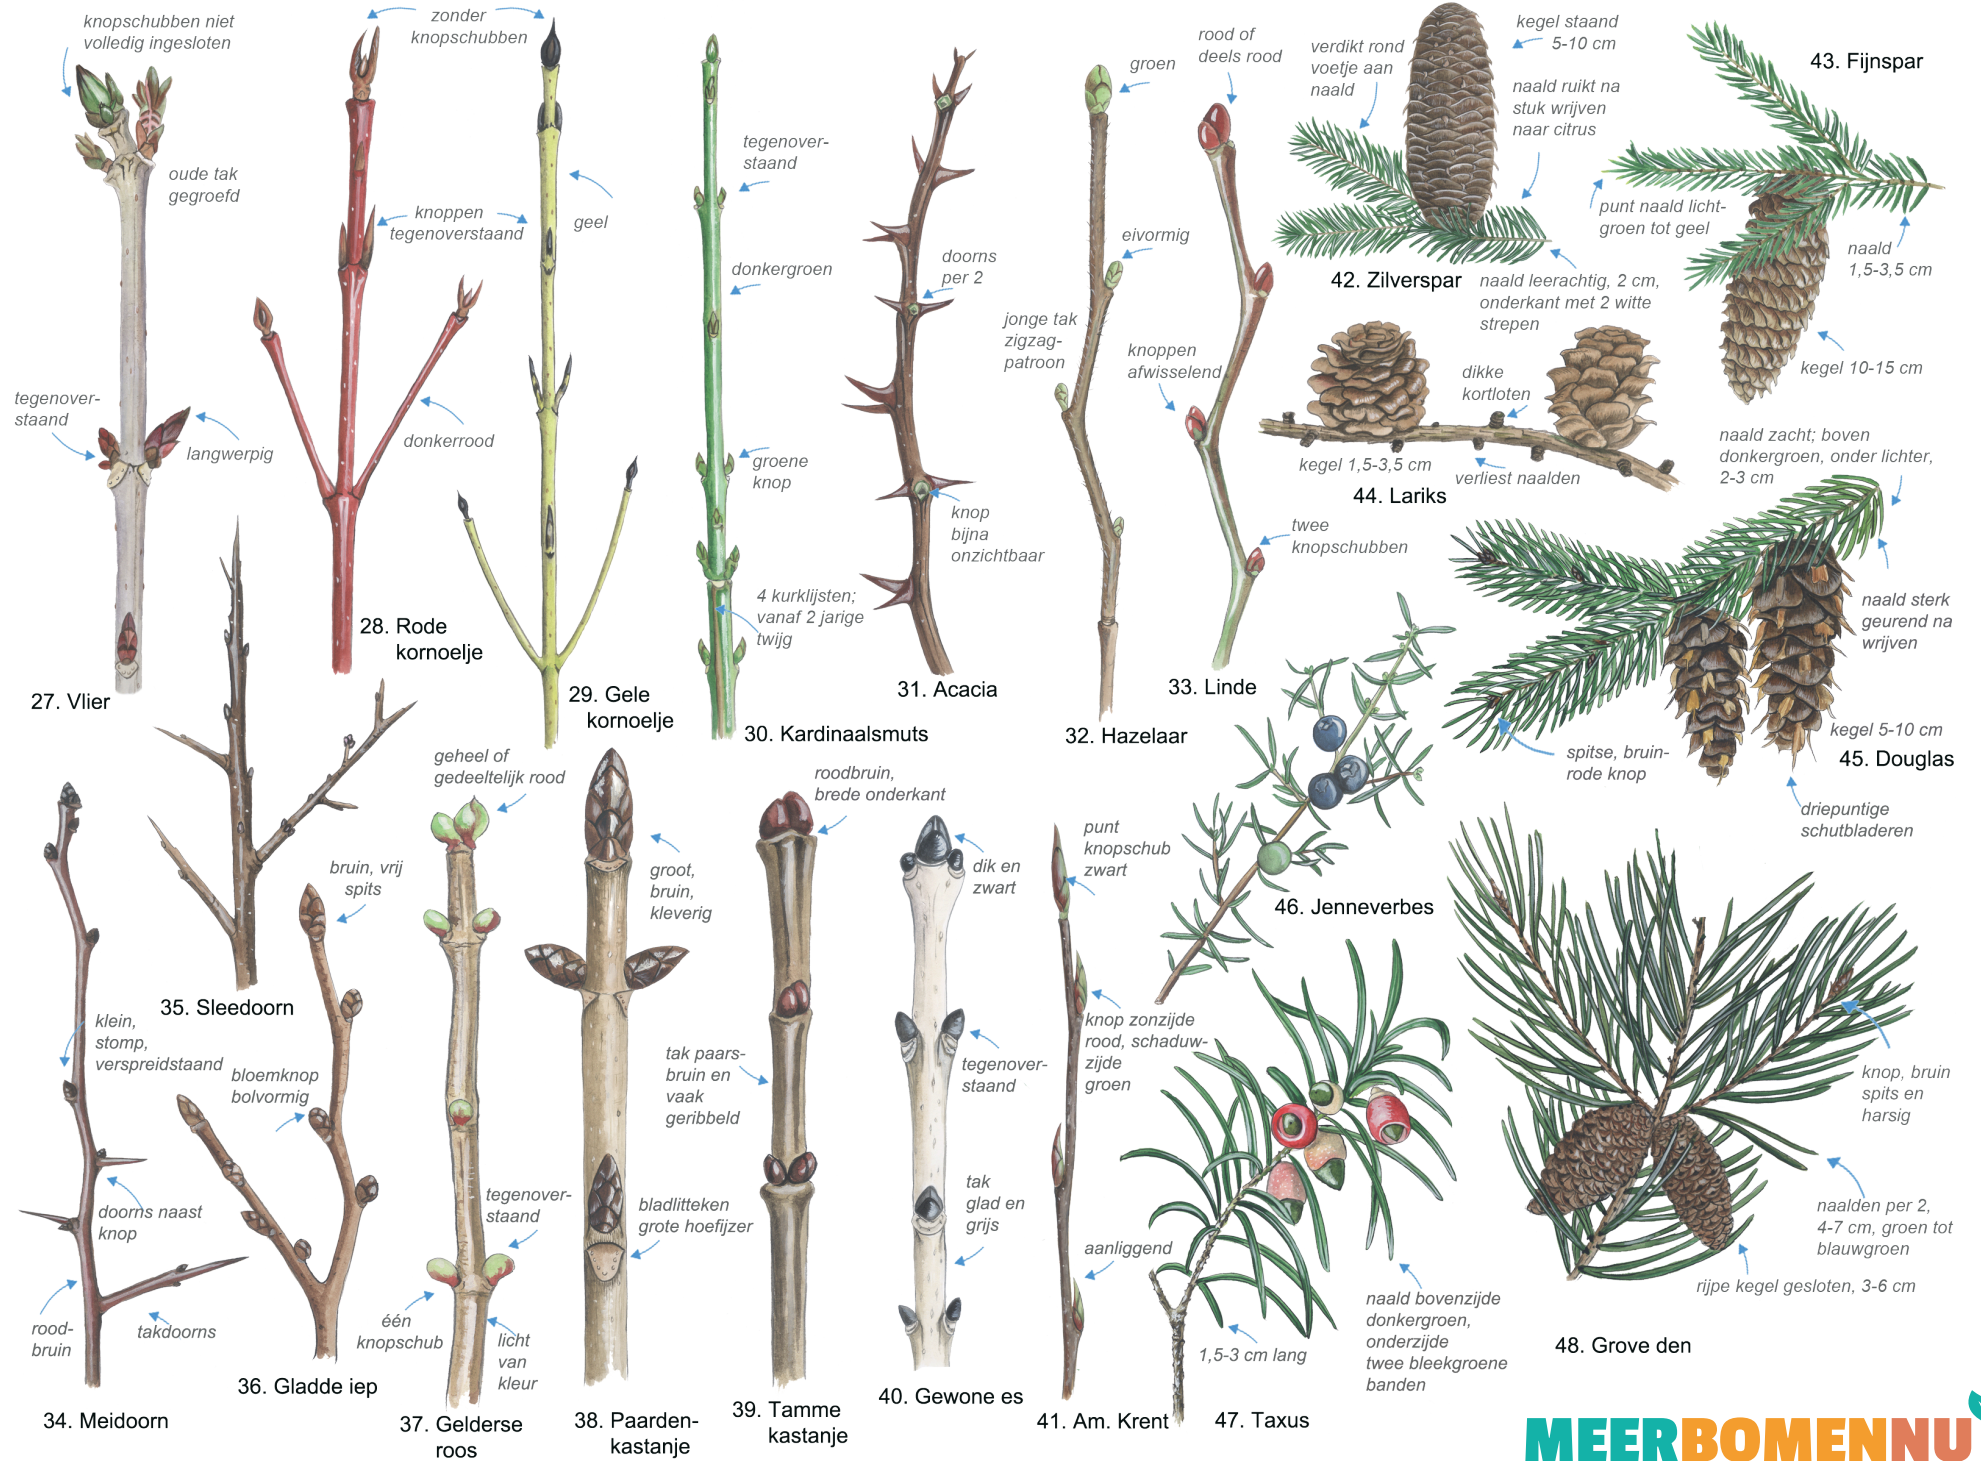 knopschubben niet
volledig ingesloten
oude tak
gegroefd
tegenover-
staand
langwerpig
27. Vlier
zonder
knopschubben
knoppen
tegenoverstaand
donkerrood
28. Rode
kornoelje
geel
29. Gele
kornoelje
tegenover-
staand
donkergroen
groene
knop
4 kurklijsten;
vanaf 2 jarige
twijg
30. Kardinaalsmuts
doorns
per 2
knop
bijna
onzichtbaar
31. Acacia
groen
eivormig
jonge tak
zigzag-
patroon
32. Hazelaar
rood of
deels rood
knoppen
afwisselend
twee
knopschubben
33. Linde
verdikt rond
voetje aan
naald
kegel staand
5-10 cm
naald ruikt na
stuk wrijven
naar citrus
naald leerachtig, 2 cm,
onderkant met 2 witte
strepen
42. Zilverspar
43. Fijnspar
punt naald licht-
groen tot geel
naald
1,5-3,5 cm
kegel 10-15 cm
dikke
kortloten
kegel 1,5-3,5 cm
verliest naalden
44. Lariks
naald zacht; boven
donkergroen, onder lichter,
2-3 cm
naald sterk
geurend na
wrijven
kegel 5-10 cm
45. Douglas
spitse, bruin-
rode knop
driepuntige
schutbladeren
klein,
stomp,
verspreidstaand
doorns naast
knop
rood-
bruin
takdoorns
34. Meidoorn
35. Sleedoorn
bruin, vrij
spits
bloemknop
bolvormig
36. Gladde iep
geheel of
gedeeltelijk rood
tegenover-
staand
één
knopschub
licht
van
kleur
37. Gelderse
roos
groot,
bruin,
kleverig
bladlitteken
grote hoefijzer
38. Paarden-
kastanje
roodbruin,
brede onderkant
tak paars-
bruin en
vaak
geribbeld
39. Tamme
kastanje
dik en
zwart
tegenover-
staand
tak
glad en
grijs
40. Gewone es
punt
knopschub
zwart
knop zonzijde
rood, schaduw-
zijde
groen
aanliggend
41. Am. Krent
46. Jenneverbes
1,5-3 cm lang
naald bovenzijde
donkergroen,
onderzijde
twee bleekgroene
banden
47. Taxus
knop, bruin
spits en
harsig
naalden per 2,
4-7 cm, groen tot
blauwgroen
rijpe kegel gesloten, 3-6 cm
48. Grove den
MEERBOMENNU